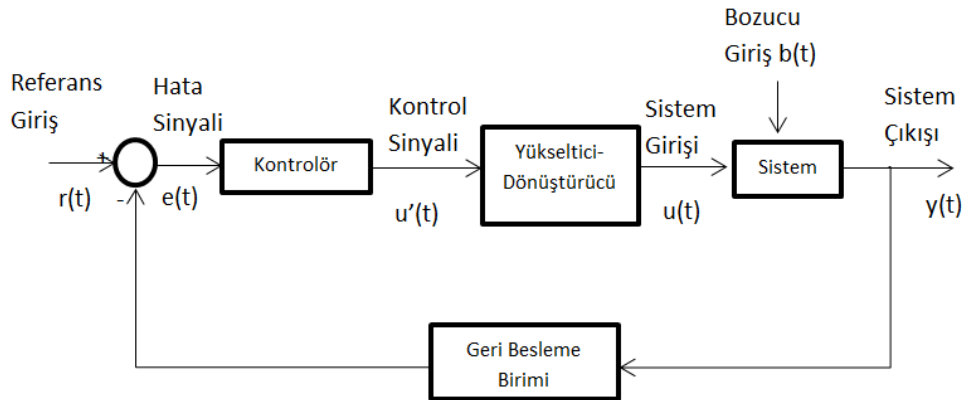 Bozucu
Giriş b(t)
Referans
Giriş
Hata
Sinyali
Kontrol
Sinyali
Sistem
Girişi
Sistem
Çıkışı
+
-
r(t)
e(t)
Kontrolör
u’(t)
Yükseltici-
Dönüştürücü
u(t)
Sistem
y(t)
Geri Besleme
Birimi